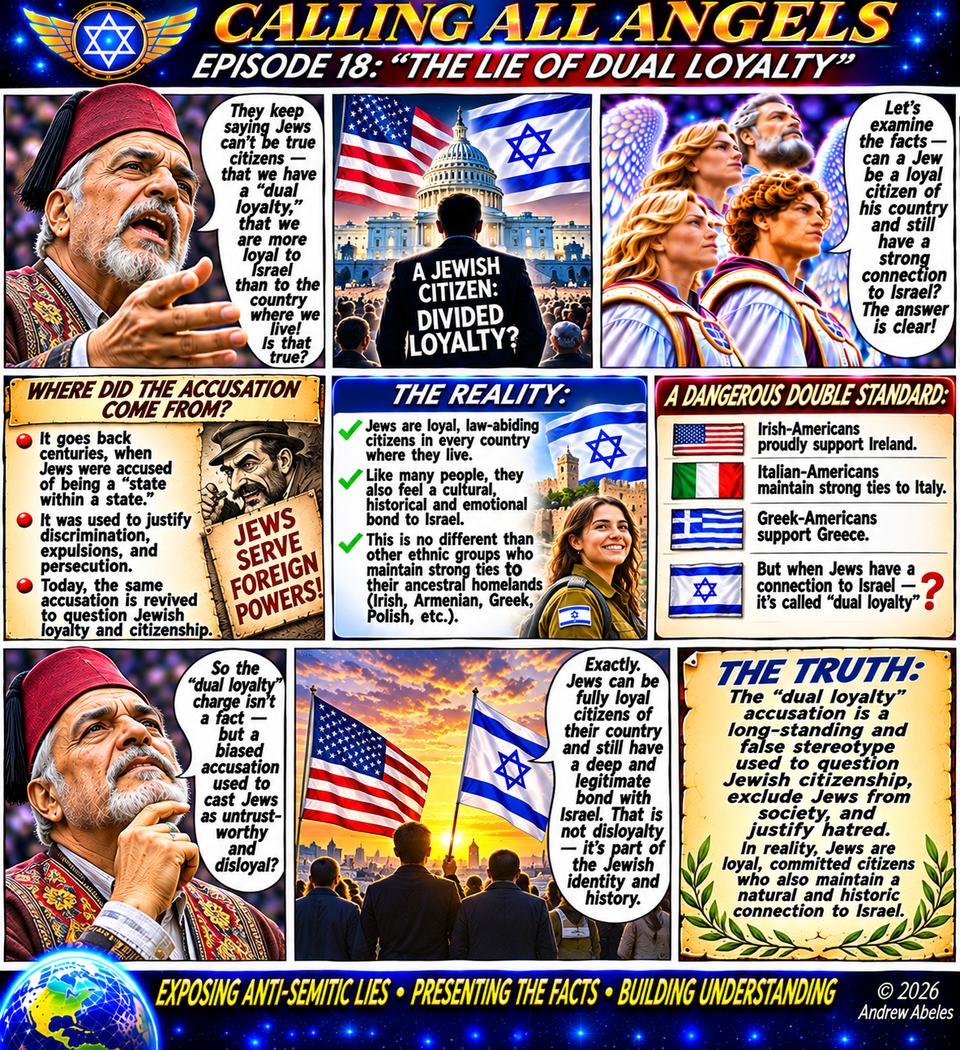 CALLING ALL ANGELS
EPISODE 18: “THE LIE OF DUAL LOYALTY”
They keep
saying Jews
can’t be true
citizens —
that we have
a “dual
loyalty,”
that we
are more
loyal to
Israel
than to the
country
where we
live!
Is that
true?
A JEWISH
CITIZEN:
DIVIDED
LOYALTY?
Let’s
examine
the facts —
can a Jew
be a loyal
citizen of
his country
and still
have a
strong
connection
to Israel?
The answer
is clear!
WHERE DID THE ACCUSATION
COME FROM?
It goes back
centuries, when
Jews were accused
of being a “state
within a state.”
It was used to justify
discrimination,
expulsions, and
persecution.
Today, the same
accusation is revived
to question Jewish
loyalty and citizenship.
JEWS
SERVE
FOREIGN
POWERS!
THE REALITY:
Jews are loyal, law-abiding
citizens in every country
where they live.
Like many people, they
also feel a cultural,
historical and emotional
bond to Israel.
This is no different than
other ethnic groups who
maintain strong ties to
their ancestral homelands
(Irish, Armenian, Greek,
Polish, etc.).
A DANGEROUS DOUBLE STANDARD:
Irish-Americans
proudly support Ireland.
Italian-Americans
maintain strong ties to Italy.
Greek-Americans
support Greece.
But when Jews have a
connection to Israel —
it’s called “dual loyalty”?
So the
“dual loyalty”
charge isn’t
a fact —
but a
biased
accusation
used to
cast Jews
as untrust-
worthy
and
disloyal?
Exactly.
Jews can be
fully loyal
citizens of
their country
and still have
a deep and
legitimate
bond with
Israel. That is
not disloyalty
— it’s part of
the Jewish
identity and
history.
THE TRUTH:
The “dual loyalty”
accusation is a
long-standing and
false stereotype
used to question
Jewish citizenship,
exclude Jews from
society, and
justify hatred.
In reality, Jews are
loyal, committed citizens
who also maintain a
natural and historic
connection to Israel.
EXPOSING ANTI-SEMITIC LIES • PRESENTING THE FACTS • BUILDING UNDERSTANDING
© 2026
Andrew Abeles